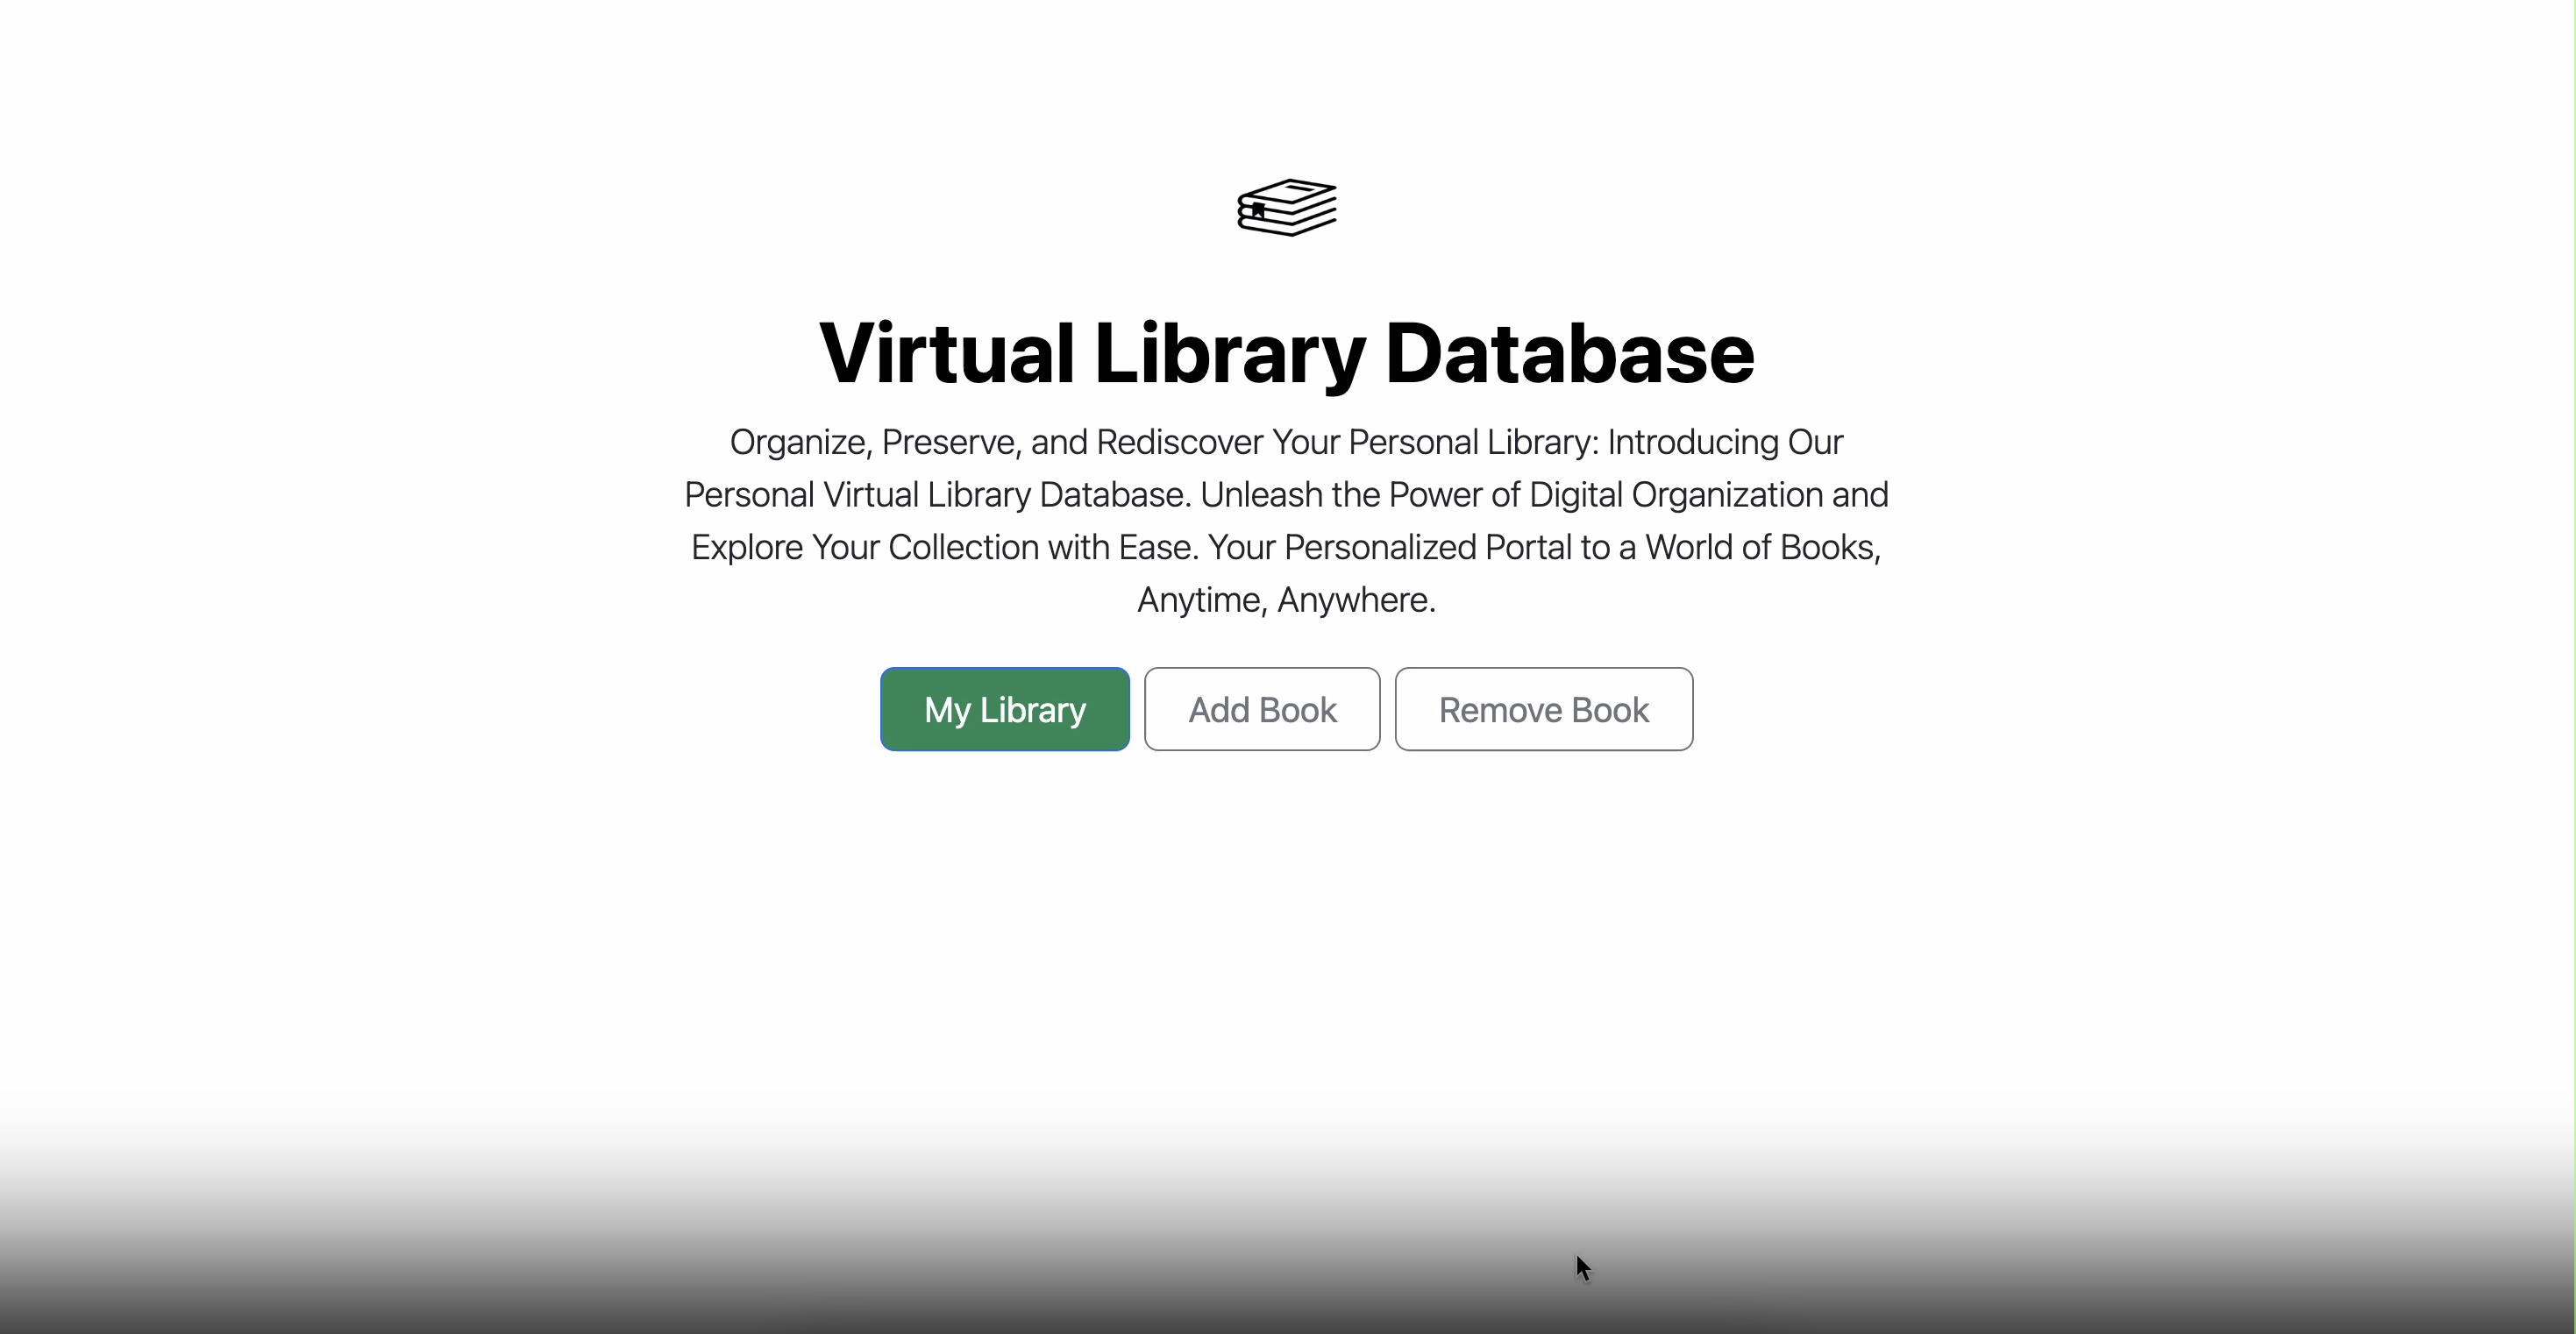 Virtual Library Database
Organize, Preserve, and Rediscover Your Personal Library: Introducing Our
Personal Virtual Library Database. Unleash the Power of Digital Organization and
Explore Your Collection with Ease. Your Personalized Portal to a World of Books,
Anytime, Anywhere.
My Library
Add Book
Remove Book